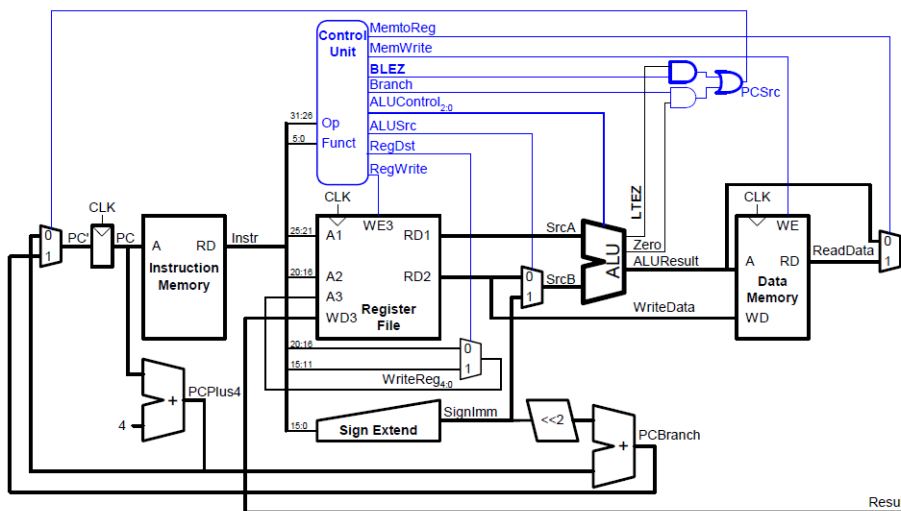 Control
Unit
MemtoReg
MemWrite
BLEZ
Branch
ALUControl2:0
ALUSrc
RegDst
RegWrite
31:26
Op
5:0
Funct
PCSrc
LTEZ
CLK
0
1
PC'
PC
A
RD
Instruction
Memory
Instr
CLK
WE3
25:21
A1
RD1
20:16
A2
RD2
A3
WD3
Register
File
SrcA
0
1
SrcB
ALU
Zero
ALUResult
WriteData
CLK
WE
A
RD
Data
Memory
WD
ReadData
0
1
20:16
0
15:11
1
WriteReg4:0
PCPlus4
+
4
SignImm
15:0
Sign Extend
<<2
+
PCBranch
Resu